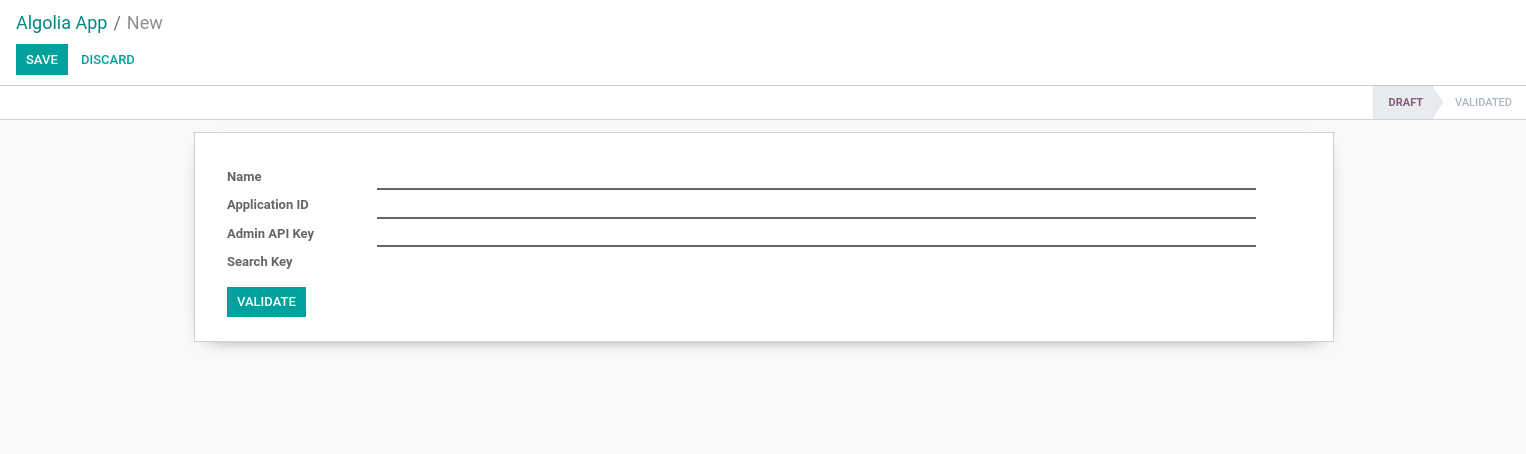 Algolia App / New
SAVE DISCARD
DRAFT VALIDATED
Name
Application ID
Admin API Key
Search Key
VALIDATE